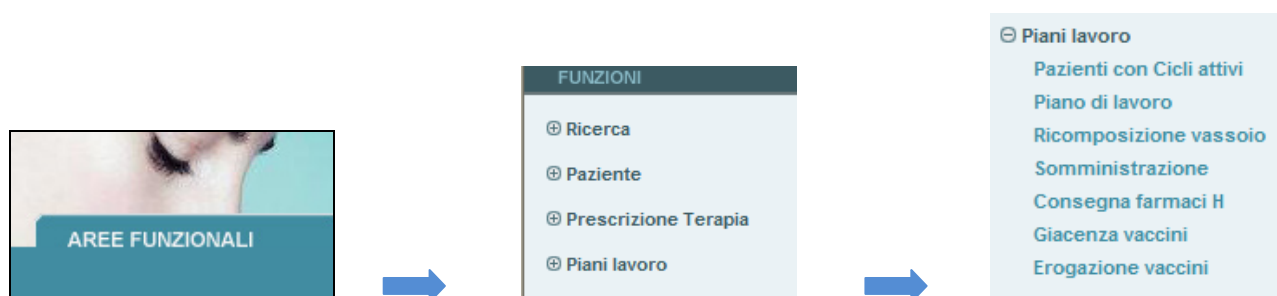 AREE FUNZIONALI
FUNZIONI
Ricerca
Paziente
Prescrizione Terapia
Piani lavoro
Piani lavoro
Pazienti con Cicli attivi
Piano di lavoro
Ricomposizione vassoio
Somministrazione
Consegna farmaci H
Giacenza vaccini
Erogazione vaccini